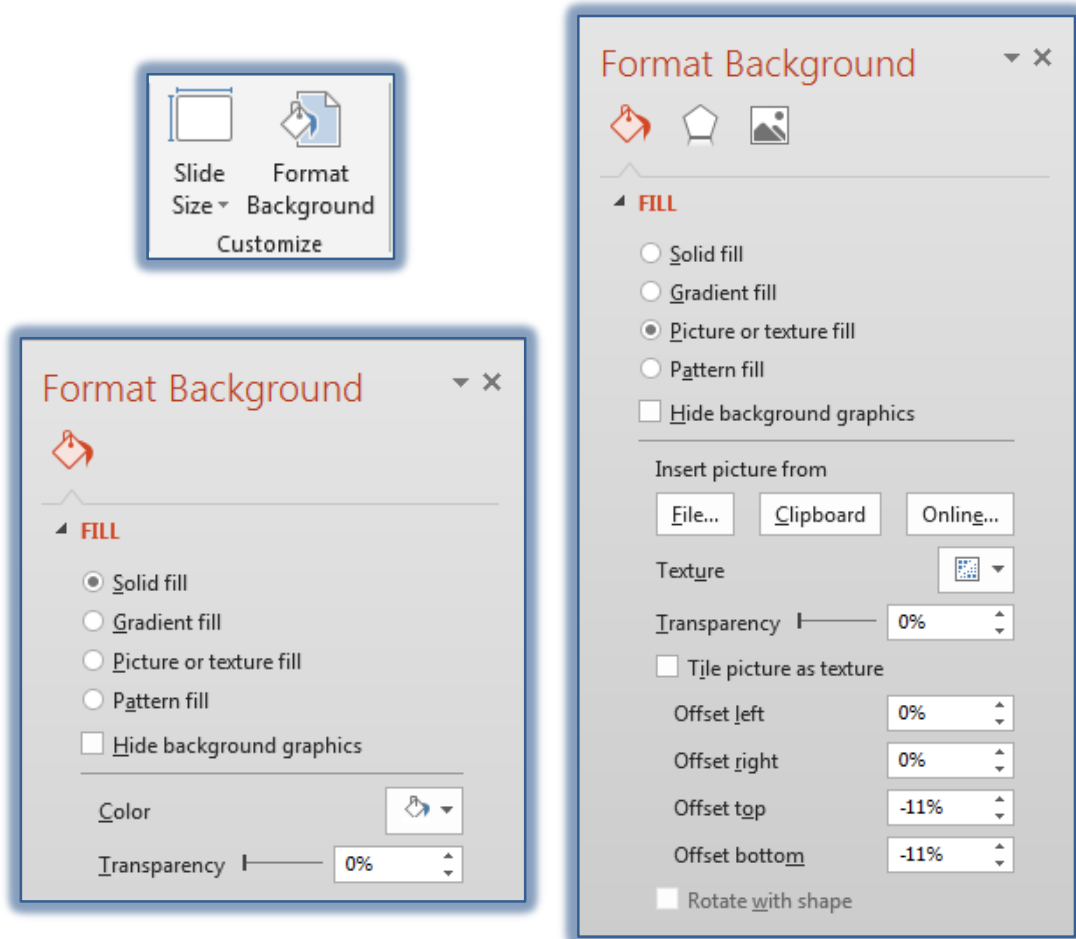 Slide Format
Size Background
Customize
Format Background
FILL
Solid fill
Gradient fill
Picture or texture fill
Pattern fill
Hide background graphics
Color
Transparency 0%
Format Background
FILL
Solid fill
Gradient fill
Picture or texture fill
Pattern fill
Hide background graphics
Insert picture from
File... Clipboard Online...
Texture
Transparency 0%
Tile picture as texture
Offset left 0%
Offset right 0%
Offset top -11%
Offset bottom -11%
Rotate with shape